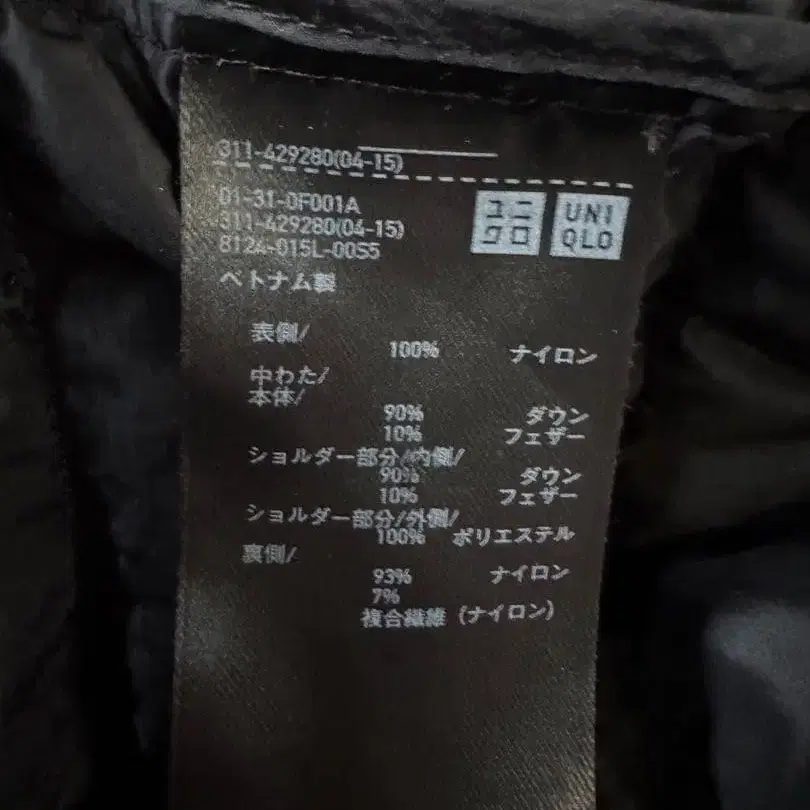 311-429280(04-15)
01-31-DF001A
311-429280(04-15)
812A-015L-00S5
ユニ
クロ
UNI
QLO
ベトナム製
表側/
100% ナイロン
中わた/
本体/
90% ダウン
10% フェザー
ショルダー部分/内側/
90% ダウン
10% フェザー
ショルダー部分/外側/
100% ポリエステル
裏側/
93% ナイロン
7%
複合繊維 (ナイロン)